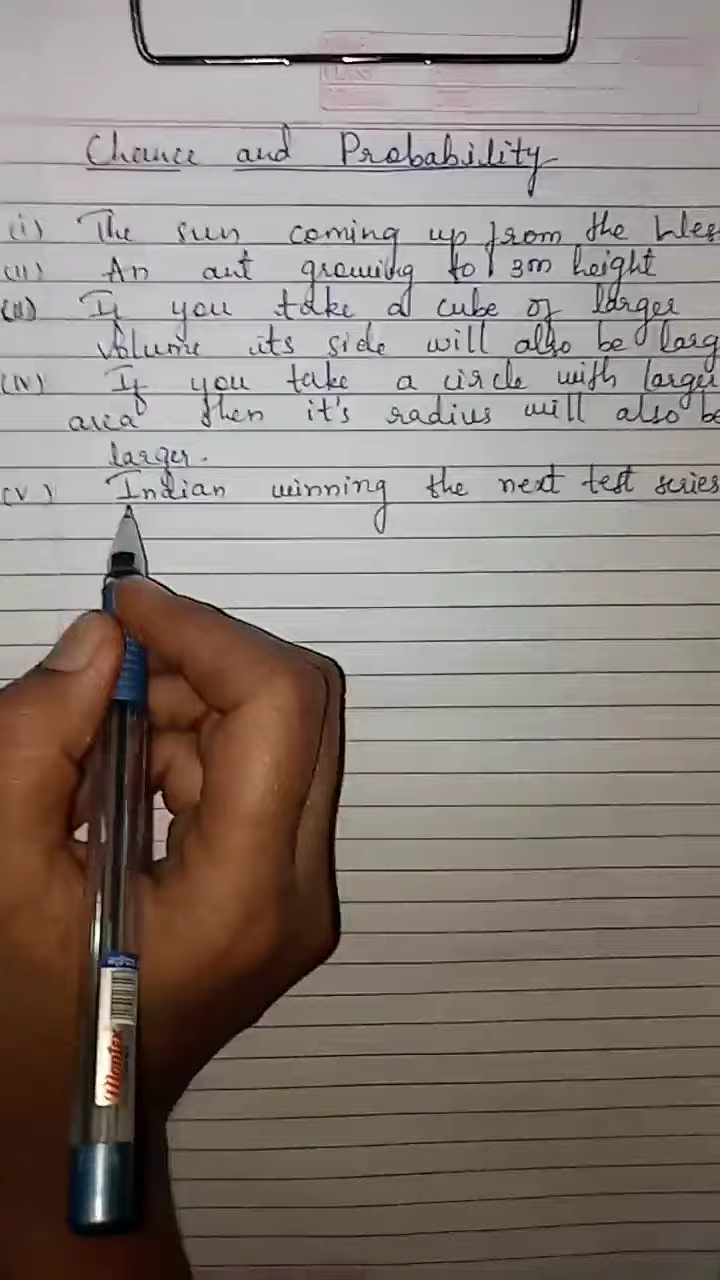 Chance and Probability
(i) The sun coming up from the Wes
(ii) An ant growing to 3m height
(iii) If you take a cube of larger
volume its side will also be larg
(iv) If you take a circle with larger
area then it's radius will also be
larger.
(v) Indian winning the next test series
Montex